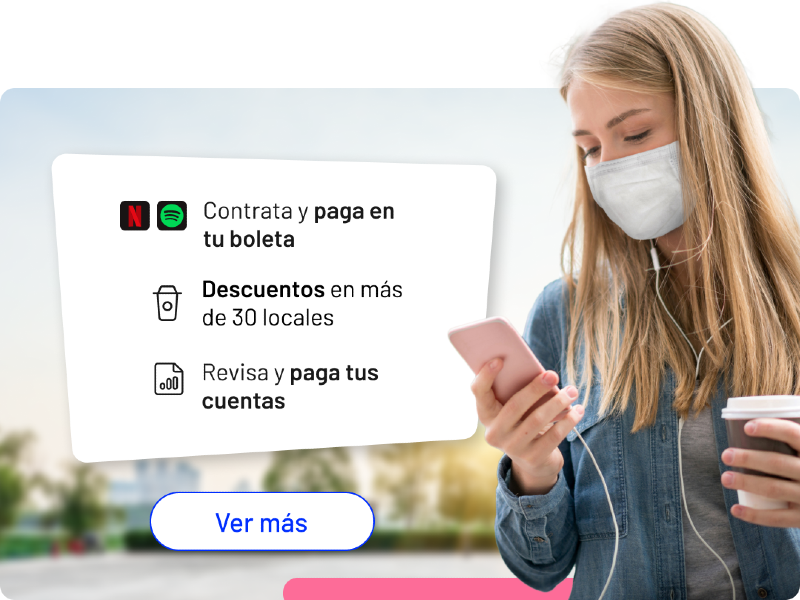 Contrata y paga en
tu boleta
Descuentos en más
de 30 locales
Revisa y paga tus
cuentas
Ver más